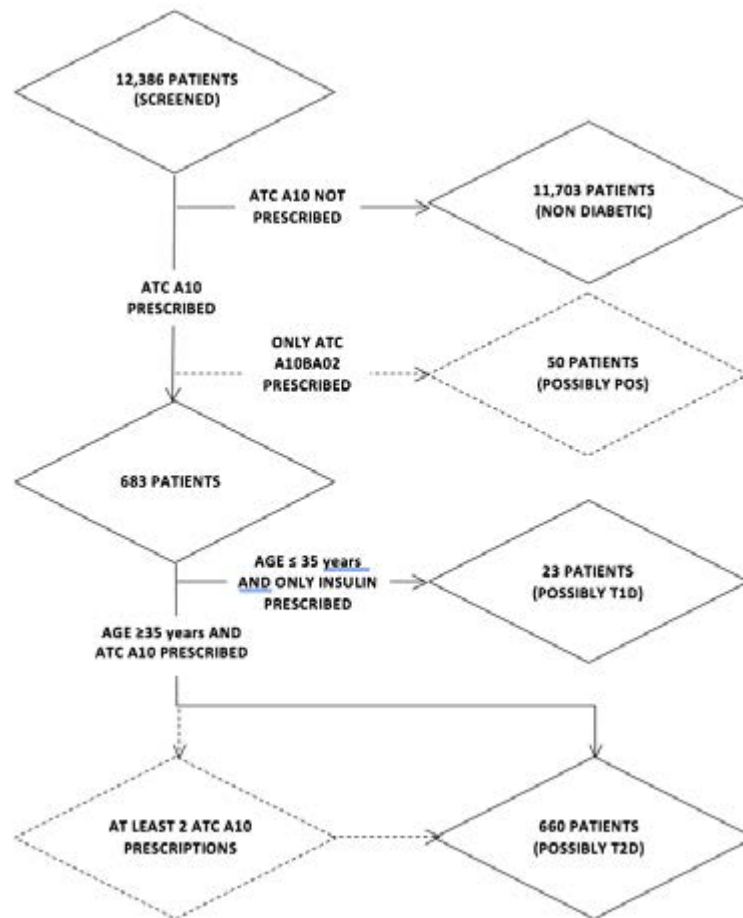 12,386 PATIENTS
(SCREENED)
ATC A10 NOT
PRESCRIBED
11,703 PATIENTS
(NON DIABETIC)
ATC A10
PRESCRIBED
ONLY ATC
A10BA02
PRESCRIBED
50 PATIENTS
(POSSIBLY POS)
683 PATIENTS
AGE ≤ 35 years
AND ONLY INSULIN
PRESCRIBED
23 PATIENTS
(POSSIBLY T1D)
AGE ≥35 years AND
ATC A10 PRESCRIBED
AT LEAST 2 ATC A10
PRESCRIPTIONS
660 PATIENTS
(POSSIBLY T2D)